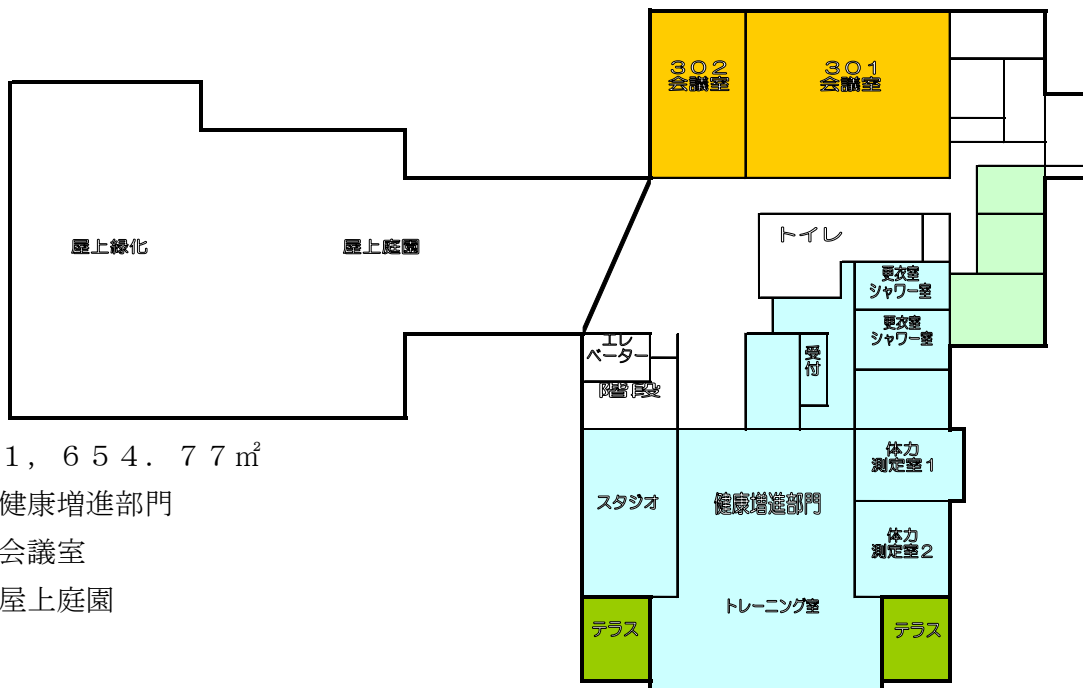 ３０２
会議室
３０１
会議室
屋上緑化
屋上庭園
トイレ
更衣室
シャワー室
更衣室
シャワー室
エレ
ベーター
受付
階段
１，６５４．７７㎡
健康増進部門
会議室
屋上庭園
スタジオ
健康増進部門
体力
測定室１
体力
測定室２
トレーニング室
テラス
テラス